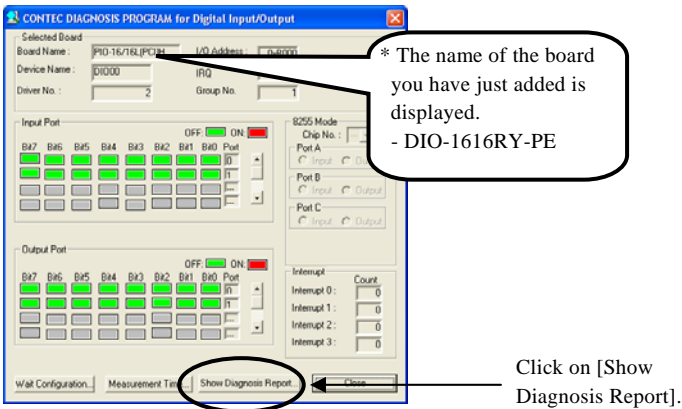 CONTEC DIAGNOSIS PROGRAM for Digital Input/Output
Selected Board
Board Name : PIO-16/16L(PCI)H I/O Address :
Device Name : DIO00 IRQ
Driver No. : 2 Group No. 1
* The name of the board
you have just added is
displayed.
- DIO-1616RY-PE
Input Port
OFF: ON:
Bit7 Bit6 Bit5 Bit4 Bit3 Bit2 Bit1 Bit0 Port
0
1
...
...
8255 Mode
Chip No. : ...
Port A
Input
Port B
Input Output
Port C
Input Output
Output Port
OFF: ON:
Bit7 Bit6 Bit5 Bit4 Bit3 Bit2 Bit1 Bit0 Port
0
1
...
...
Interrupt Count
Interrupt 0 : 0
Interrupt 1 : 0
Interrupt 2 : 0
Interrupt 3 : 0
Wait Configuration... Measurement Show Diagnosis Report... Close
Click on [Show
Diagnosis Report].